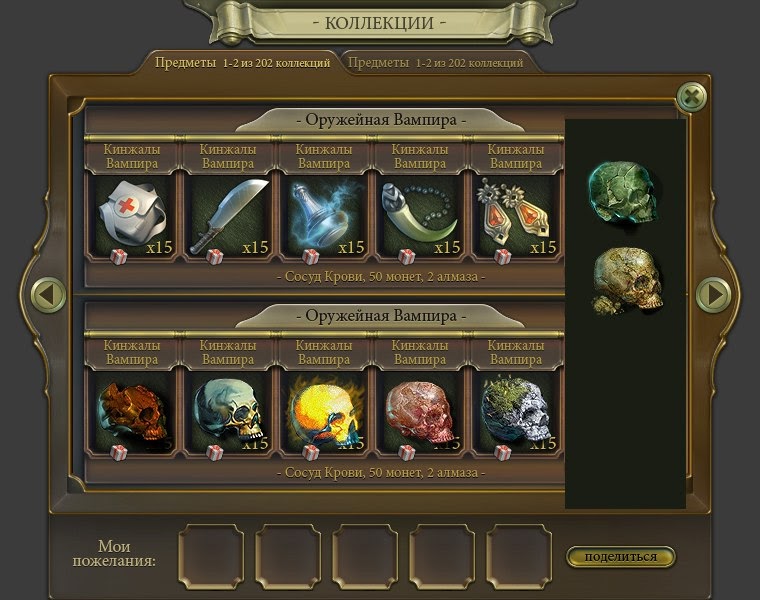 - КОЛЛЕКЦИИ -
Предметы 1-2 из 202 коллекций
Предметы 1-2 из 202 коллекций
- Оружейная Вампира -
Кинжалы Вампира
Кинжалы Вампира
Кинжалы Вампира
Кинжалы Вампира
Кинжалы Вампира
x15
x15
x15
x15
x15
- Сосуд Крови, 50 монет, 2 алмаза -
- Оружейная Вампира -
Кинжалы Вампира
Кинжалы Вампира
Кинжалы Вампира
Кинжалы Вампира
Кинжалы Вампира
x15
x15
x15
x15
x15
- Сосуд Крови, 50 монет, 2 алмаза -
Мои
пожелания:
поделиться